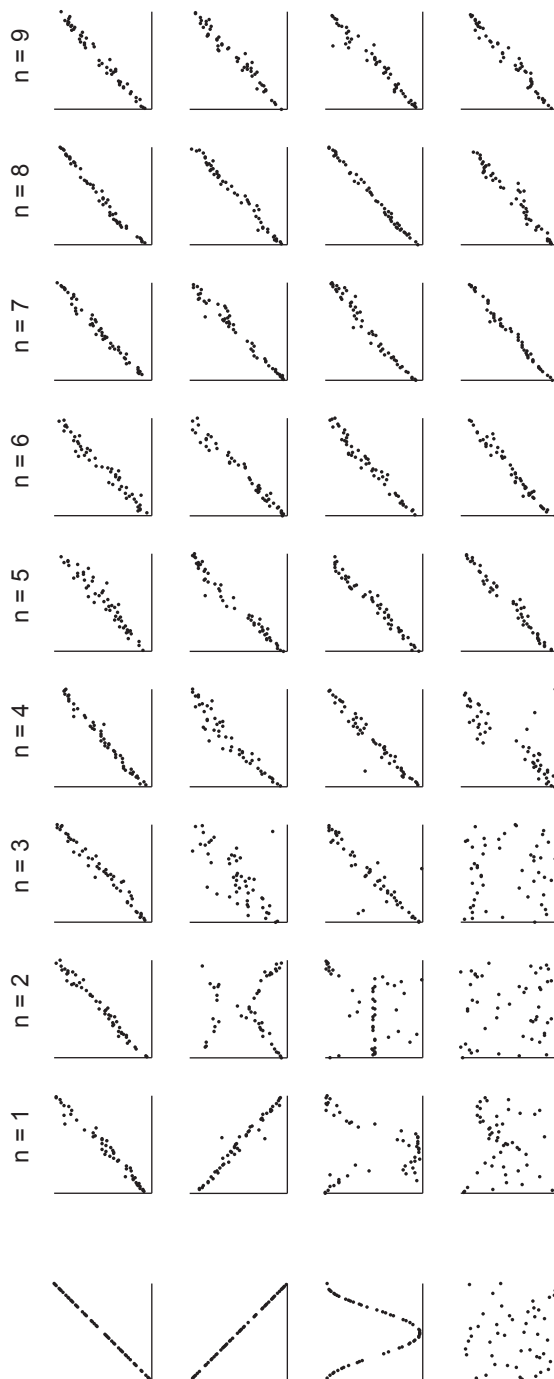 n = 1
n = 2
n = 3
n = 4
n = 5
n = 6
n = 7
n = 8
n = 9